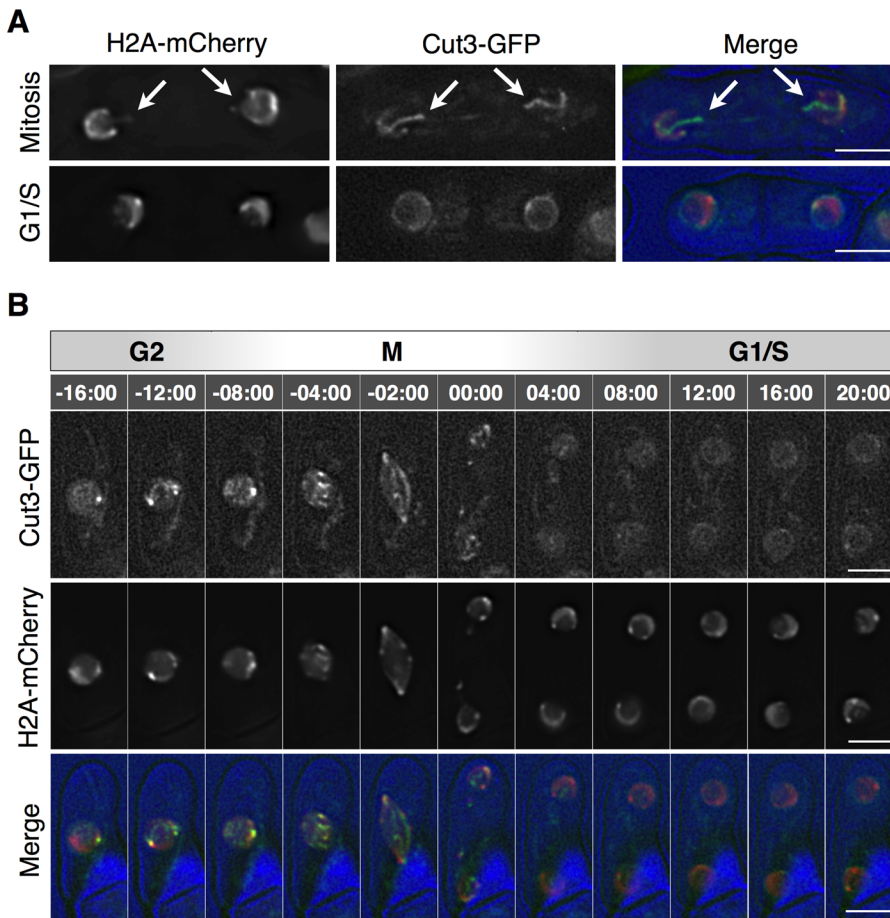 A
H2A-mCherry Cut3-GFP Merge
Mitosis
G1/S
B
G2 M G1/S
-16:00 -12:00 -08:00 -04:00 -02:00 00:00 04:00 08:00 12:00 16:00 20:00
Cut3-GFP
H2A-mCherry
Merge